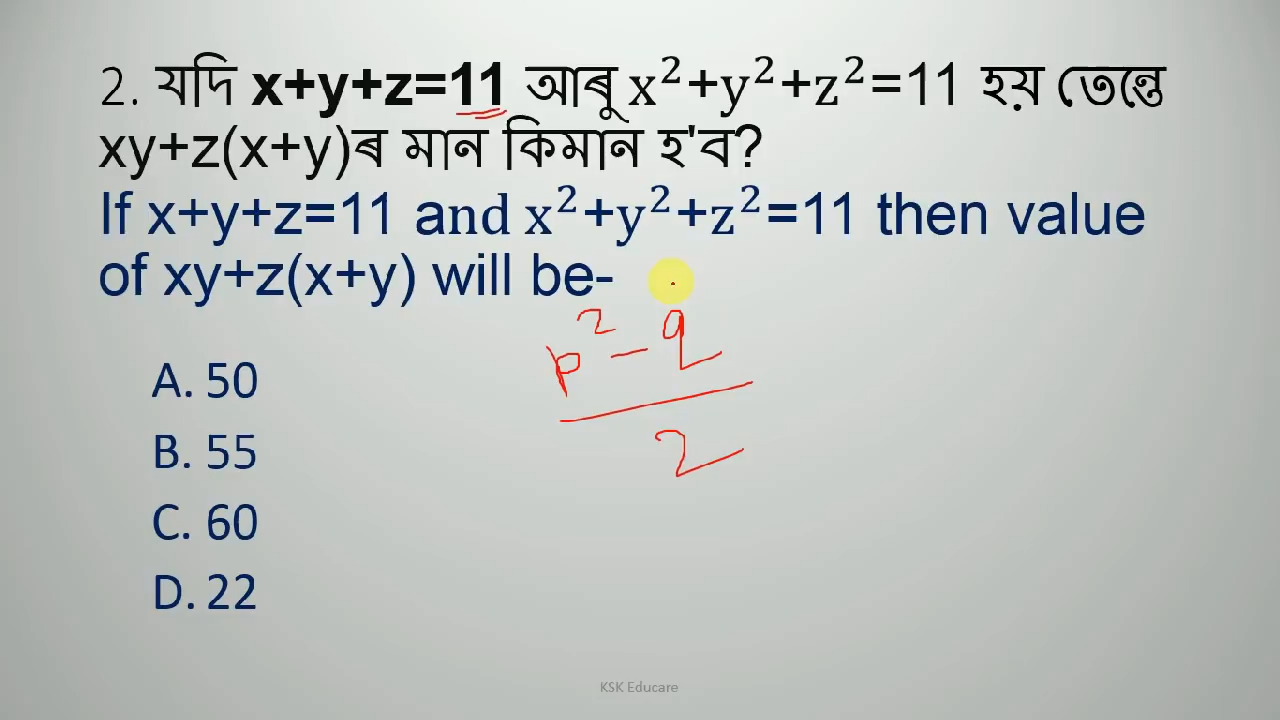 2. যদি x+y+z=11 আৰু x²+y²+z²=11 হয় তেন্তে
xy+z(x+y)ৰ মান কিমান হ'ব?
If x+y+z=11 and x²+y²+z²=11 then value
of xy+z(x+y) will be-
p² - q
2
A. 50
B. 55
C. 60
D. 22
KSK Educare